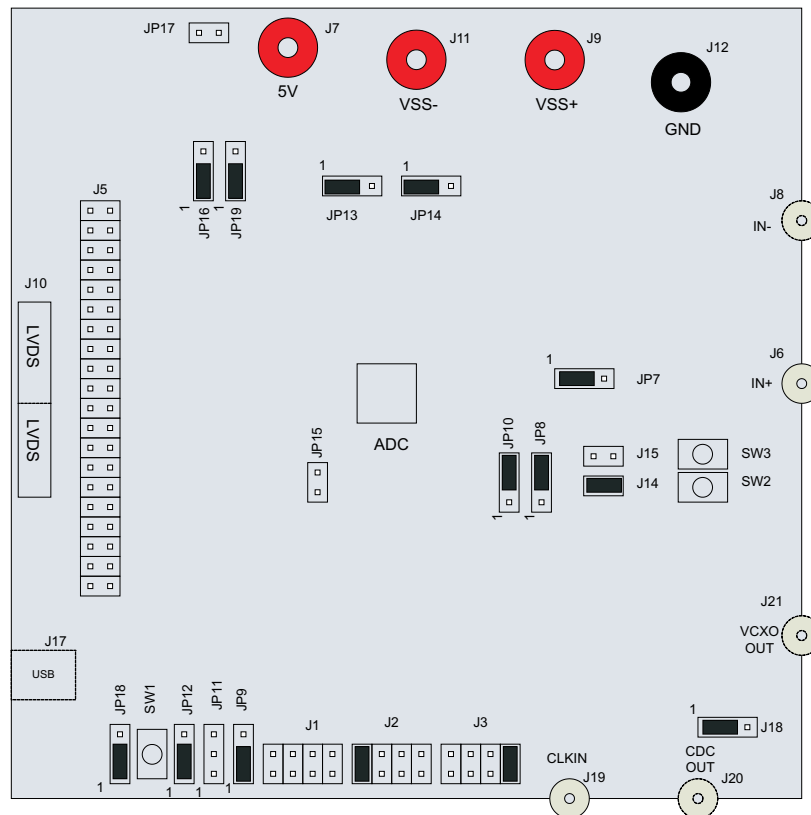 JP17
J7
J11
J9
J12
5V
VSS-
VSS+
GND
1
1
J5
1
JP16
1
JP19
JP13
JP14
J8
IN-
J10
LVDS
LVDS
1
JP7
J6
IN+
ADC
JP15
JP10
JP8
J15
SW3
J14
SW2
1
1
J21
VCXO
OUT
J17
USB
JP18
SW1
JP12
JP11
JP9
J1
J2
J3
1
J18
CLKIN
CDC
OUT
1
1
1
1
J19
J20